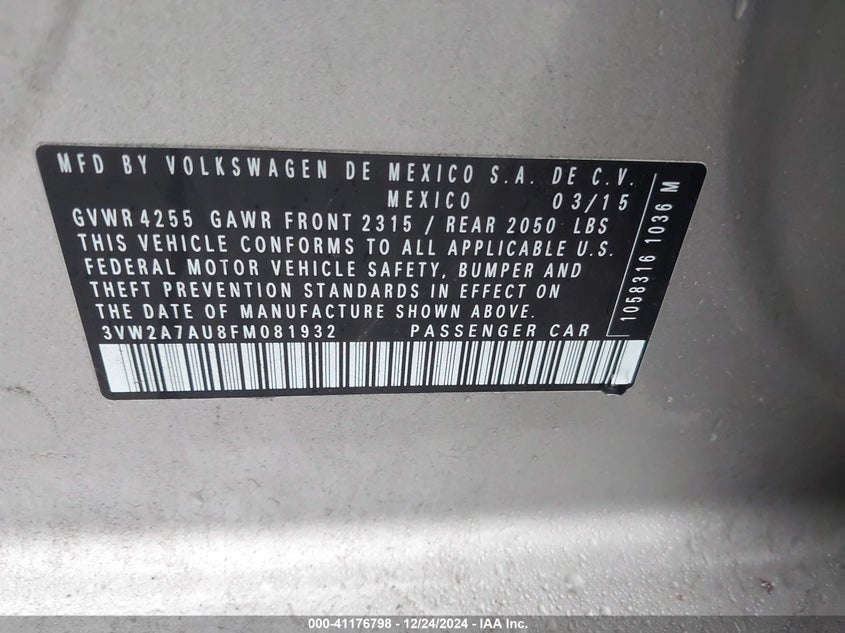 MFD BY VOLKSWAGEN DE MEXICO S.A. DE C.V.
MEXICO 03/15
GVWR 4255 GAWR FRONT 2315 / REAR 2050 LBS
THIS VEHICLE CONFORMS TO ALL APPLICABLE U.S.
FEDERAL MOTOR VEHICLE SAFETY, BUMPER AND
THEFT PREVENTION STANDARDS IN EFFECT ON
THE DATE OF MANUFACTURE SHOWN ABOVE.
3VW2A7AU8FM081932 PASSENGER CAR
1058316 1036 M
000-41176798 - 12/24/2024 - IAA Inc.